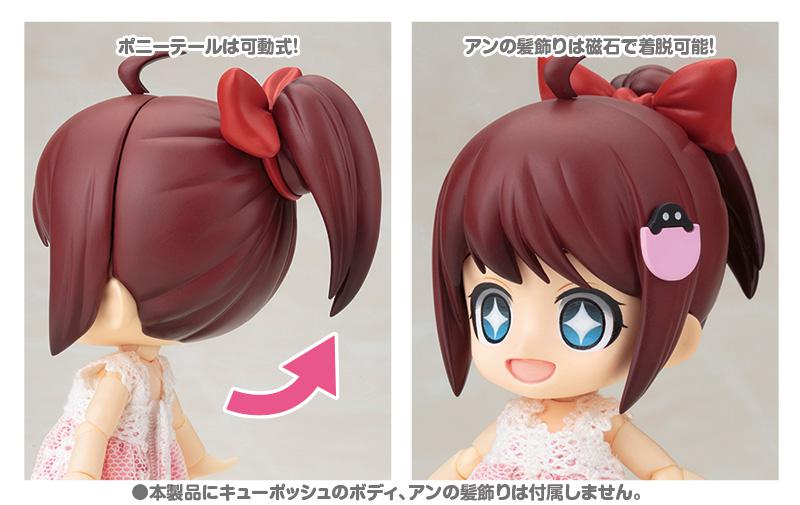 ポニーテールは可動式!
アンの髪飾りは磁石で着脱可能!
●本製品にキューポッシュのボディ、アンの髪飾りは付属しません。